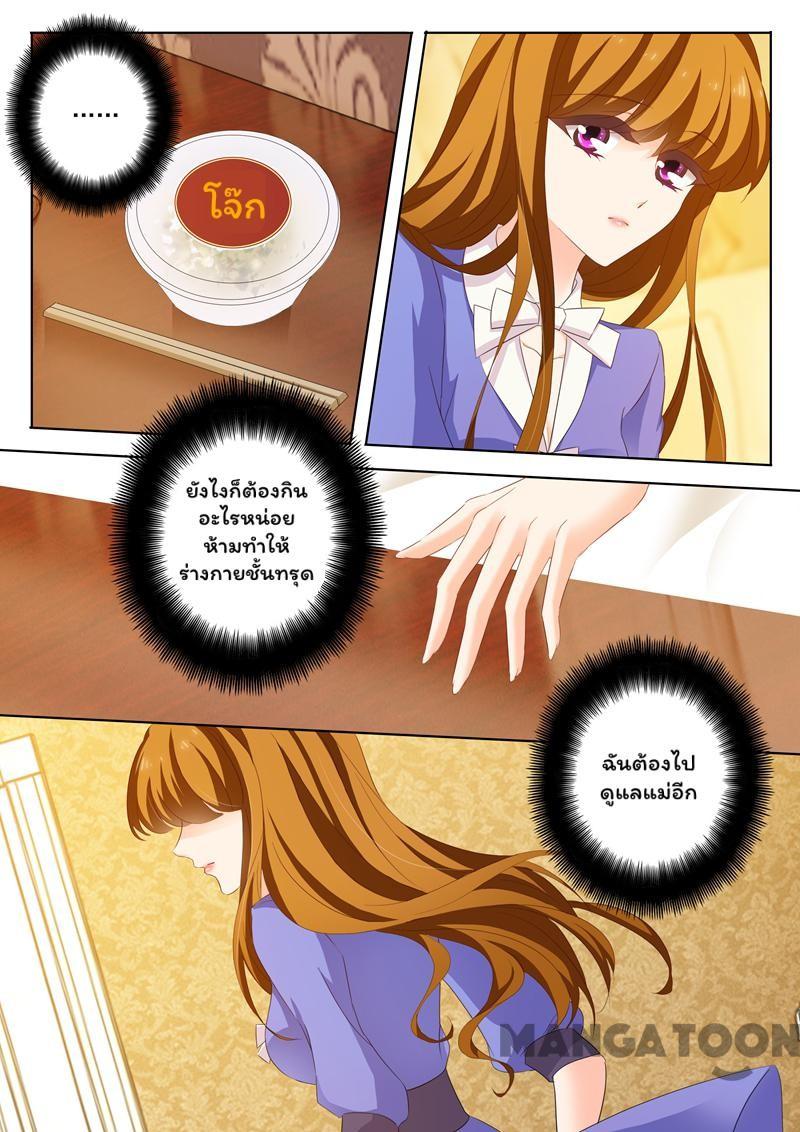 ......
โจ๊ก
ยังไงก็ต้องกิน
อะไรหน่อย
ห้ามทำให้
ร่างกายชั้นทรุด
ฉันต้องไป
ดูแลแม่อีก
MANGATOON